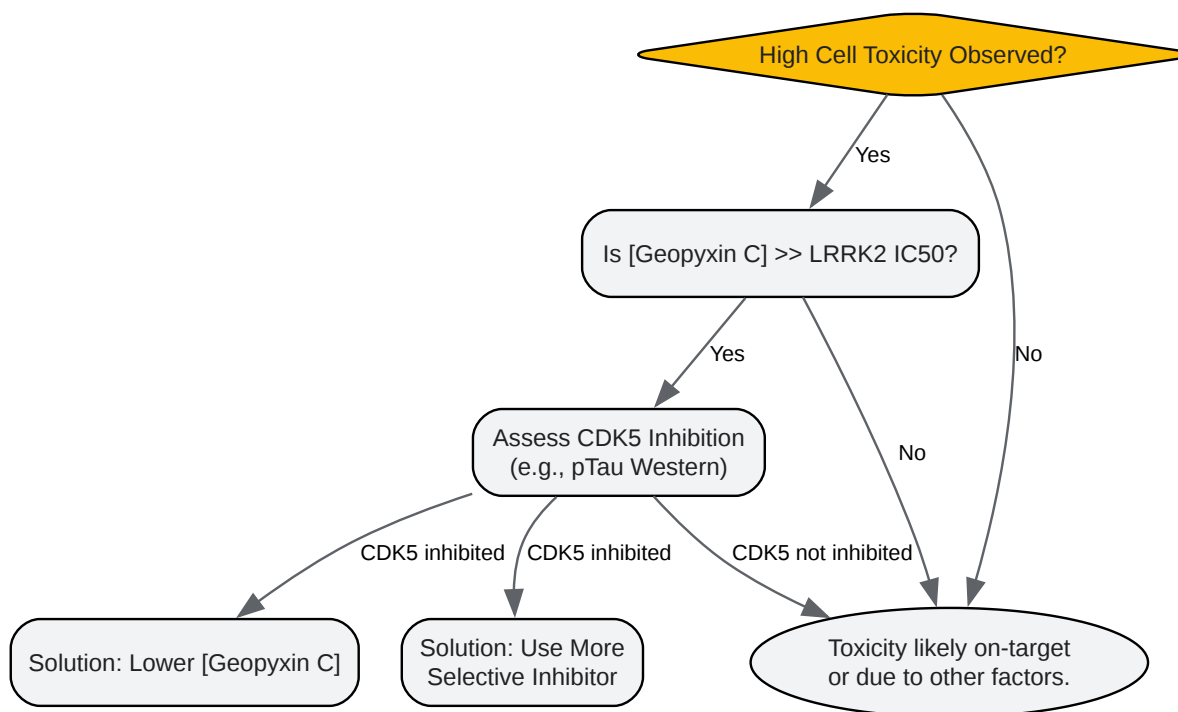 High Cell Toxicity Observed?
Yes
Is [Geopyxin C] >> LRRK2 IC50?
Yes
No
No
Assess CDK5 Inhibition
(e.g., pTau Western)
CDK5 inhibited
CDK5 inhibited
CDK5 not inhibited
Solution: Lower [Geopyxin C]
Solution: Use More
Selective Inhibitor
Toxicity likely on-target
or due to other factors.